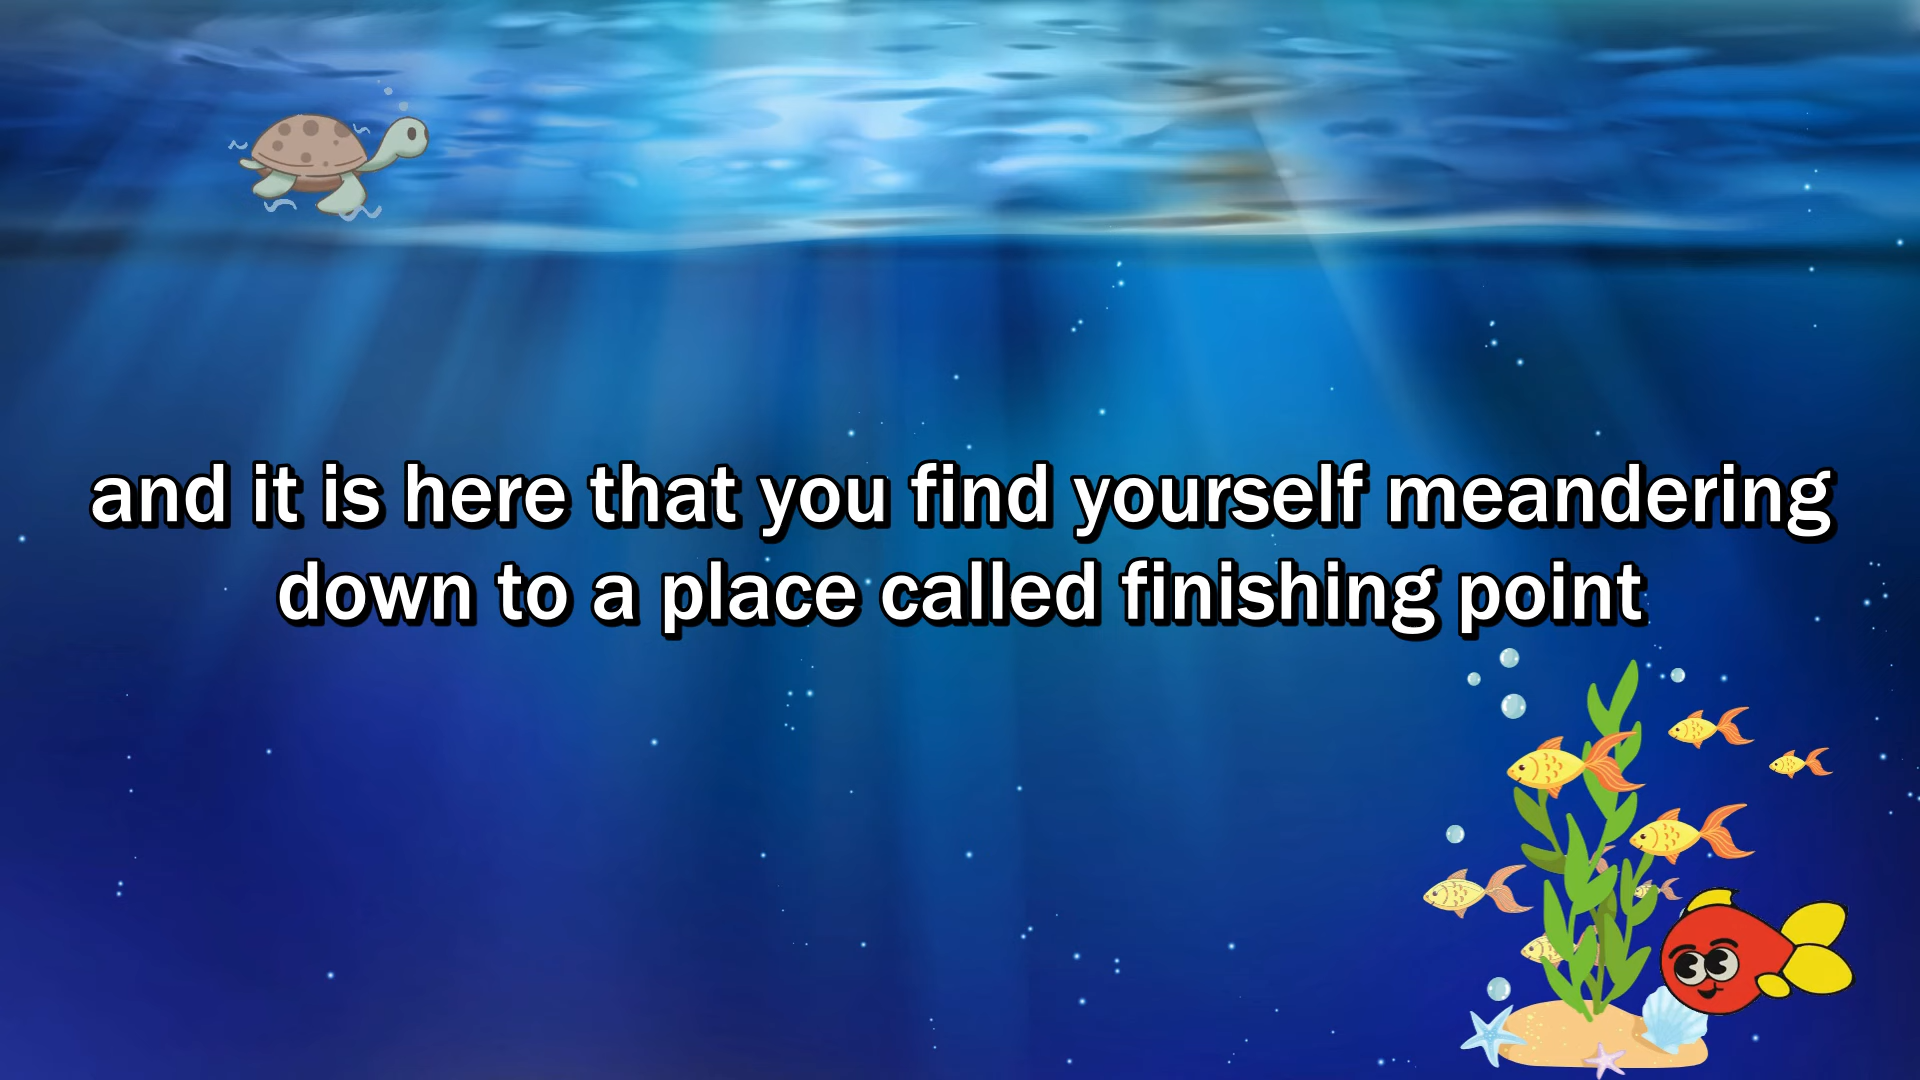 and it is here that you find yourself meandering
down to a place called finishing point